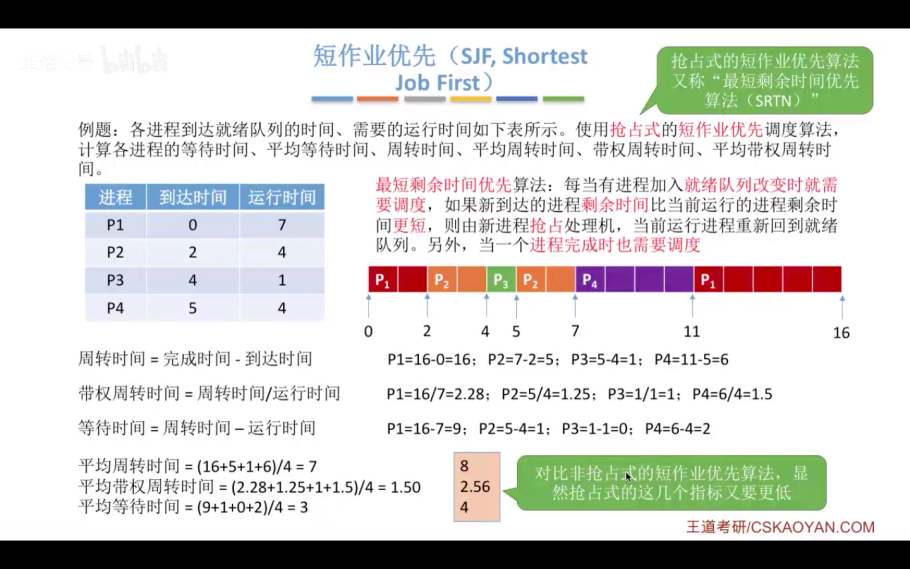 短作业优先（SJF, Shortest
Job First）
抢占式的短作业优先算法
又称“最短剩余时间优先
算法（SRTN）”
例题：各进程到达就绪队列的时间、需要的运行时间如下表所示。使用抢占式的短作业优先调度算法，
计算各进程的等待时间、平均等待时间、周转时间、平均周转时间、带权周转时间、平均带权周转时
间。
进程 到达时间 运行时间
P1 0 7
P2 2 4
P3 4 1
P4 5 4
最短剩余时间优先算法：每当有进程加入就绪队列改变时就需
要调度，如果新到达的进程剩余时间比当前运行的进程剩余时
间更短，则由新进程抢占处理机，当前运行进程重新回到就绪
队列。另外，当一个进程完成时也需要调度
P1 P2 P3 P2 P4 P1
0 2 4 5 7 11 16
周转时间 = 完成时间 - 到达时间 P1=16-0=16；P2=7-2=5；P3=5-4=1；P4=11-5=6
带权周转时间 = 周转时间/运行时间 P1=16/7=2.28；P2=5/4=1.25；P3=1/1=1；P4=6/4=1.5
等待时间 = 周转时间 – 运行时间 P1=16-7=9；P2=5-4=1；P3=1-1=0；P4=6-4=2
平均周转时间 = (16+5+1+6)/4 = 7
平均带权周转时间 = (2.28+1.25+1+1.5)/4 = 1.50
平均等待时间 = (9+1+0+2)/4 = 3
8
2.56
4
对比非抢占式的短作业优先算法，显
然抢占式的这几个指标又要更低
王道考研/CSKAOYAN.COM